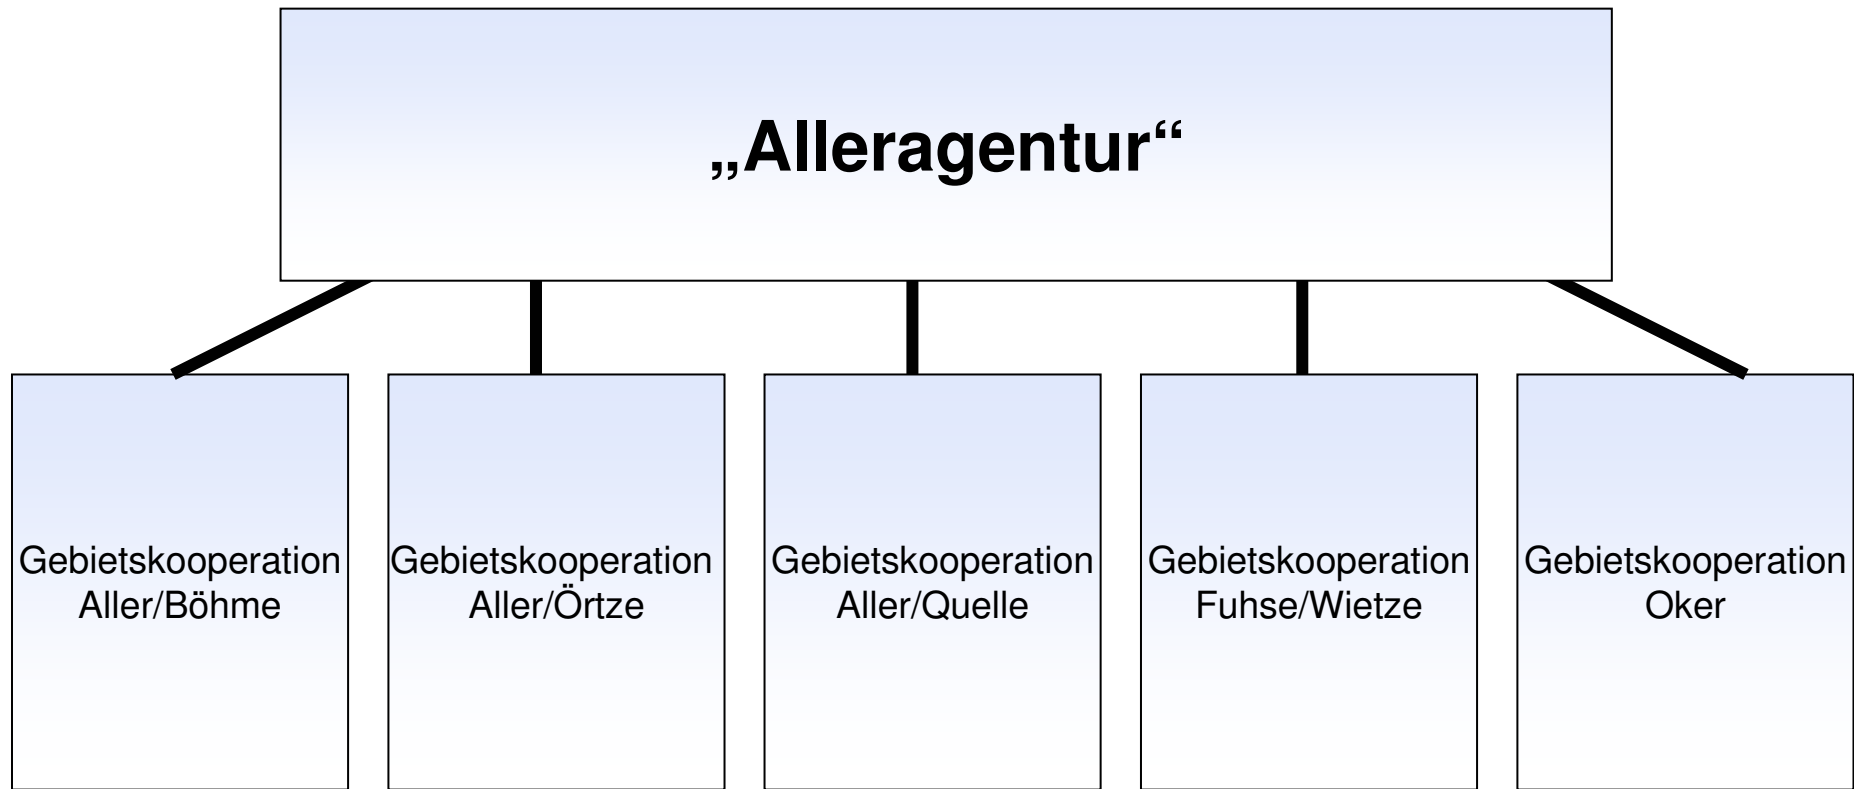 „Alleragentur“
Gebietskooperation
Aller/Böhme
Gebietskooperation
Aller/Örtze
Gebietskooperation
Aller/Quelle
Gebietskooperation
Fuhse/Wietze
Gebietskooperation
Oker